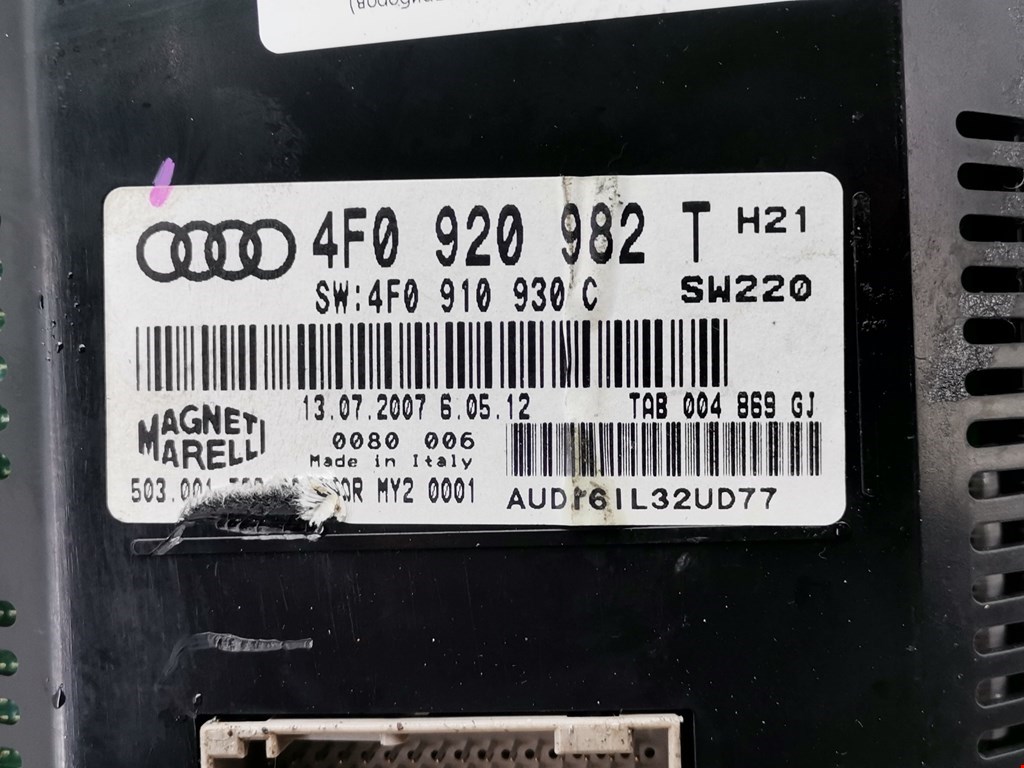 4F0 920 982 T H21
SW:4F0 910 930 C SW220
13.07.2007 6.05.12 TAB 004 869 GJ
MAGNETI MARELLI
0080 006
Made in Italy
MY2 0001
AUDI6IL32UD77